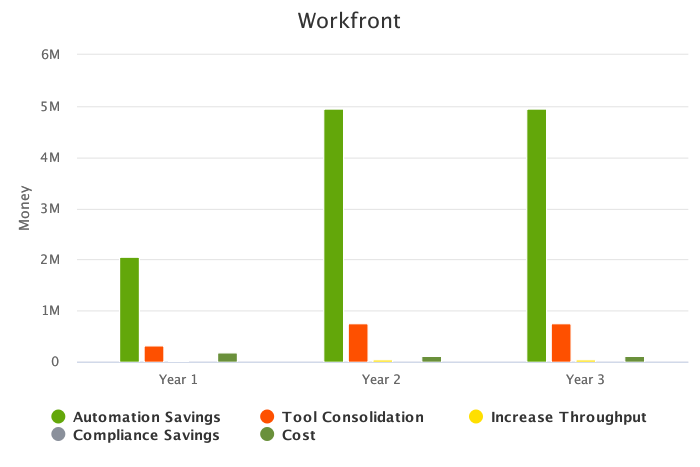 Workfront
6M
5M
4M
3M
2M
1M
0
Money
Year 1 Year 2 Year 3
Automation Savings Tool Consolidation Increase Throughput
Compliance Savings Cost